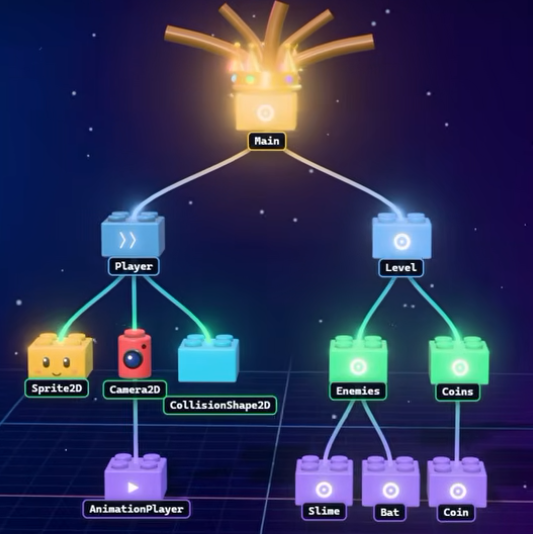 Main
Player
Level
Sprite2D
Camera2D
CollisionShape2D
Enemies
Coins
AnimationPlayer
Slime
Bat
Coin